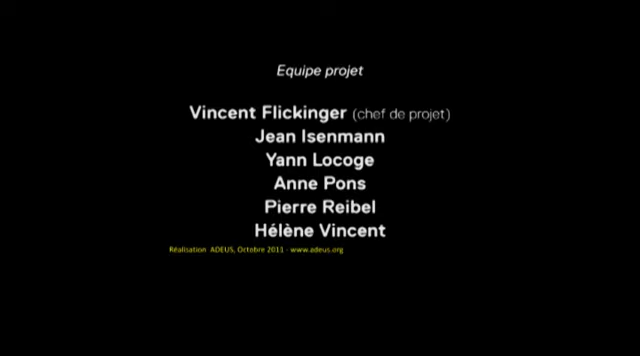 Equipe projet
Vincent Flickinger (chef de projet)
Jean Isenmann
Yann Locoge
Anne Pons
Pierre Reibel
Hélène Vincent
Réalisation ADEUS, Octobre 2011 - www.adeus.org